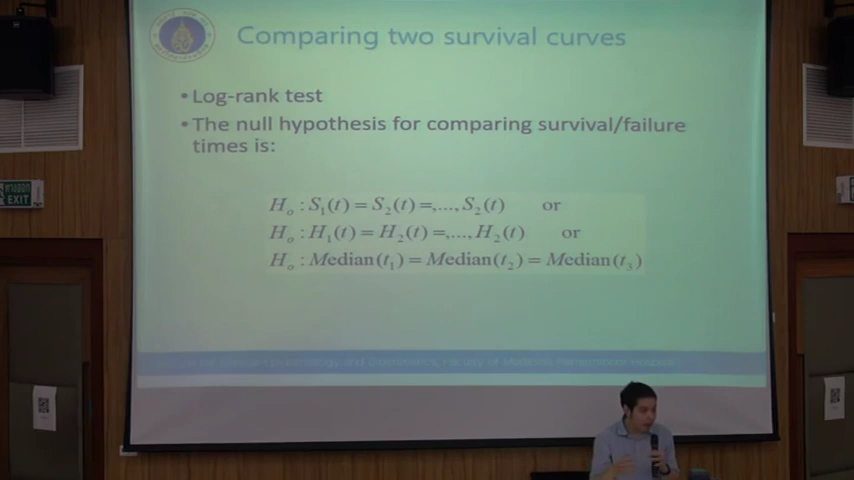 Comparing two survival curves
• Log-rank test
• The null hypothesis for comparing survival/failure
times is:
Hₒ : S₁(t) = S₂(t) =,..., S₂(t) or
Hₒ : H₁(t) = H₂(t) =,..., H₂(t) or
Hₒ : Median(t₁) = Median(t₂) = Median(t₃)
EXIT